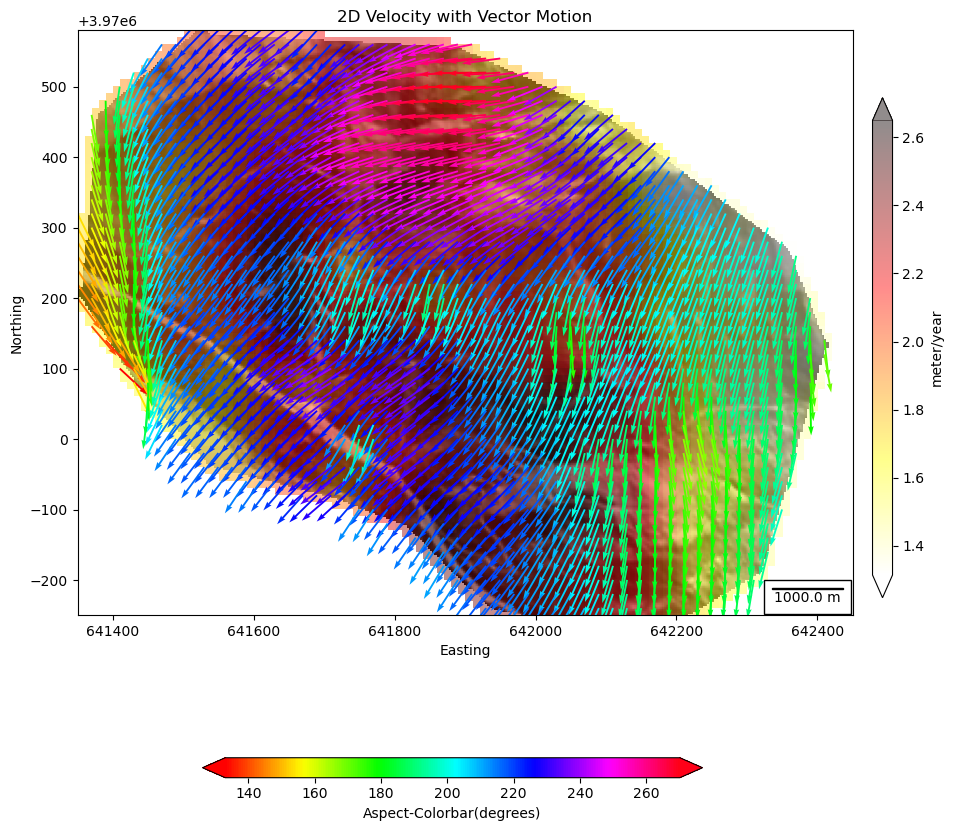 2D Velocity with Vector Motion
+3.97e6
500
400
300
200
100
0
−100
−200
Northing
641400 641600 641800 642000 642200 642400
Easting
1000.0 m
2.6
2.4
2.2
2.0
1.8
1.6
1.4
meter/year
140 160 180 200 220 240 260
Aspect-Colorbar(degrees)